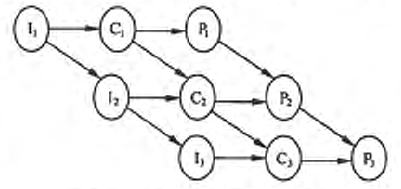 I₁ C₁ P₁
I₂ C₂ P₂
I₃ C₃ P₃